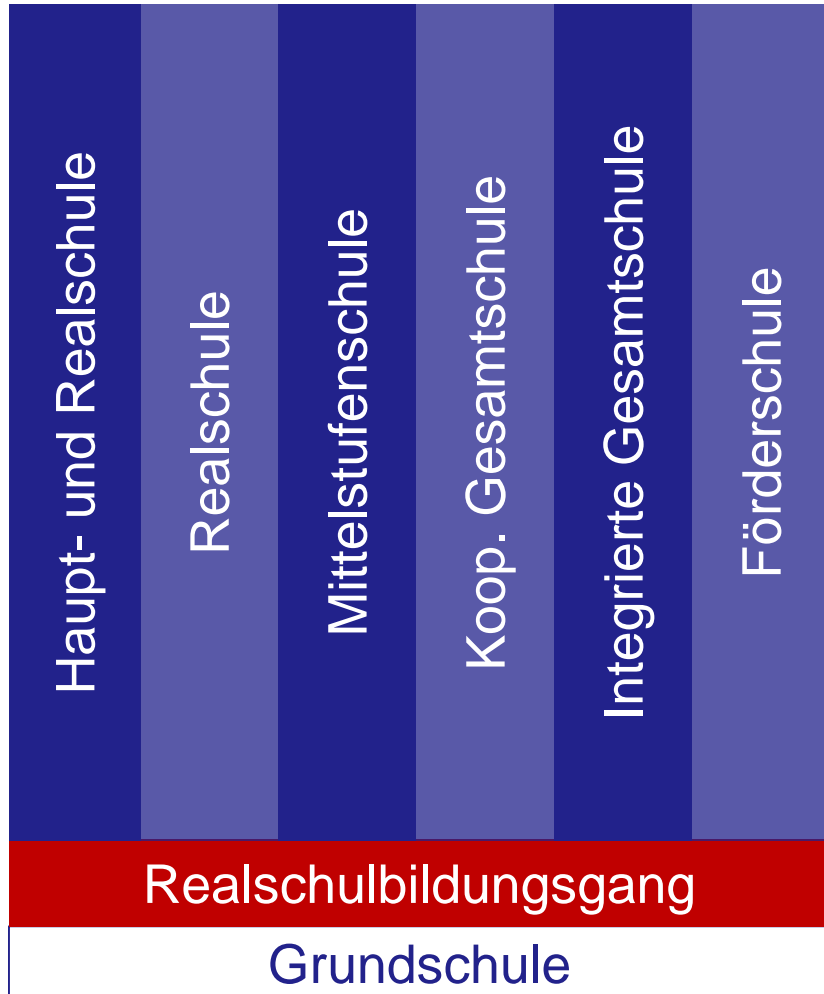 Haupt- und Realschule
Realschule
Mittelstufenschule
Koop. Gesamtschule
Integrierte Gesamtschule
Förderschule
Realschulbildungsgang
Grundschule